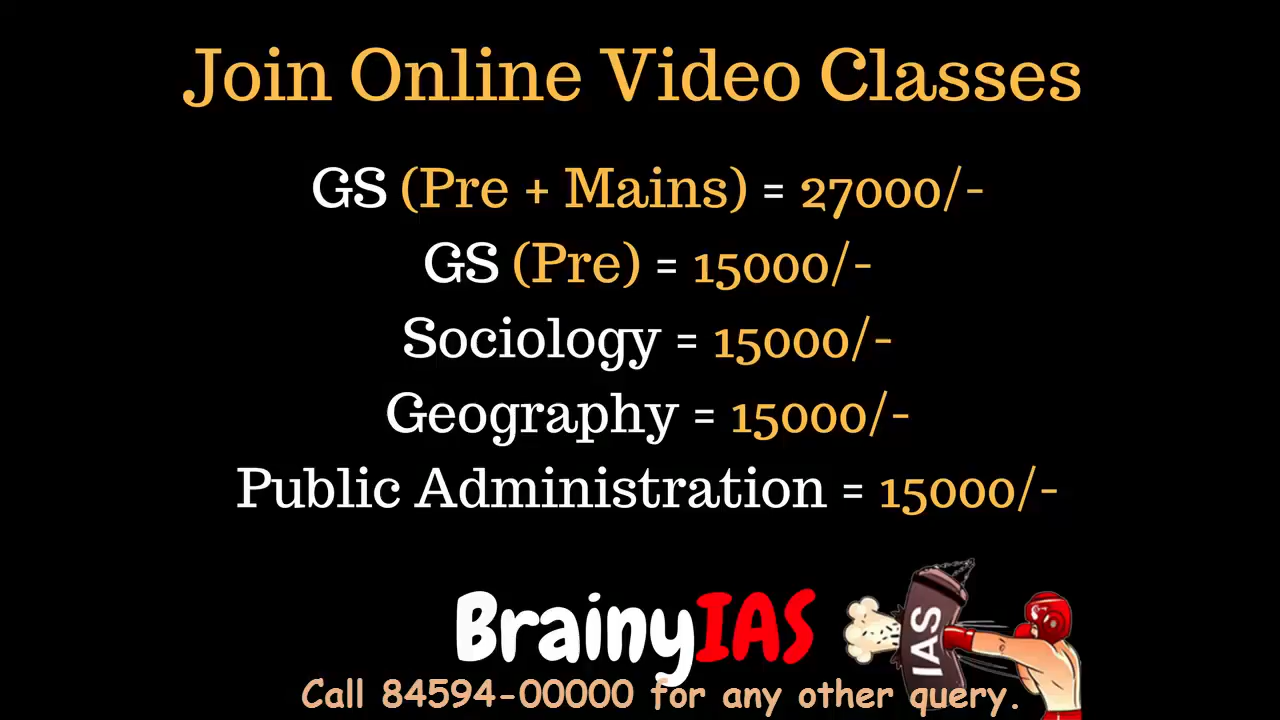 Join Online Video Classes
GS (Pre + Mains) = 27000/-
GS (Pre) = 15000/-
Sociology = 15000/-
Geography = 15000/-
Public Administration = 15000/-
BrainyIAS
IAS
Call 84594-00000 for any other query.